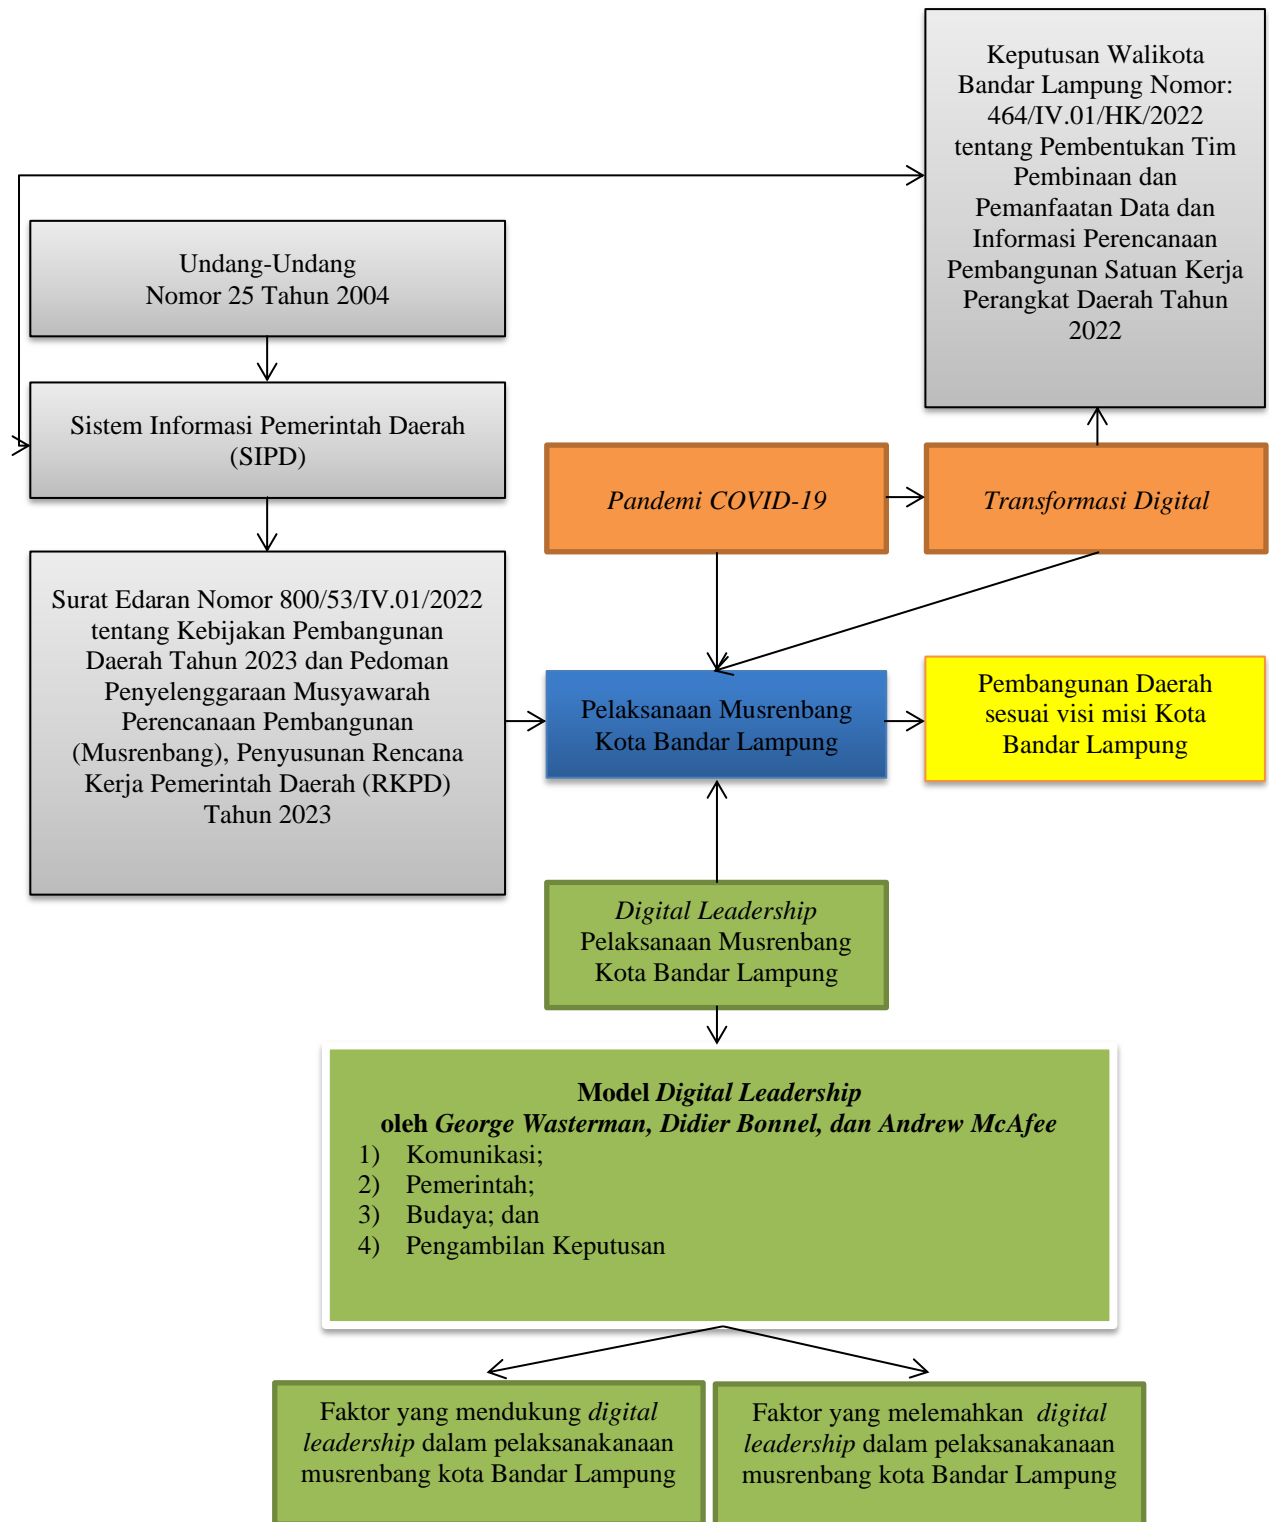 Keputusan Walikota
Bandar Lampung Nomor:
464/IV.01/HK/2022
tentang Pembentukan Tim
Pembinaan dan
Pemanfaatan Data dan
Informasi Perencanaan
Pembangunan Satuan Kerja
Perangkat Daerah Tahun
2022
Undang-Undang
Nomor 25 Tahun 2004
Sistem Informasi Pemerintah Daerah
(SIPD)
Pandemi COVID-19
Transformasi Digital
Surat Edaran Nomor 800/53/IV.01/2022
tentang Kebijakan Pembangunan
Daerah Tahun 2023 dan Pedoman
Penyelenggaraan Musyawarah
Perencanaan Pembangunan
(Musrenbang), Penyusunan Rencana
Kerja Pemerintah Daerah (RKPD)
Tahun 2023
Pelaksanaan Musrenbang
Kota Bandar Lampung
Pembangunan Daerah
sesuai visi misi Kota
Bandar Lampung
Digital Leadership
Pelaksanaan Musrenbang
Kota Bandar Lampung
Model Digital Leadership
oleh George Wasterman, Didier Bonnel, dan Andrew McAfee
1) Komunikasi;
2) Pemerintah;
3) Budaya; dan
4) Pengambilan Keputusan
Faktor yang mendukung digital
leadership dalam pelaksanakanaan
musrenbang kota Bandar Lampung
Faktor yang melemahkan digital
leadership dalam pelaksanakanaan
musrenbang kota Bandar Lampung